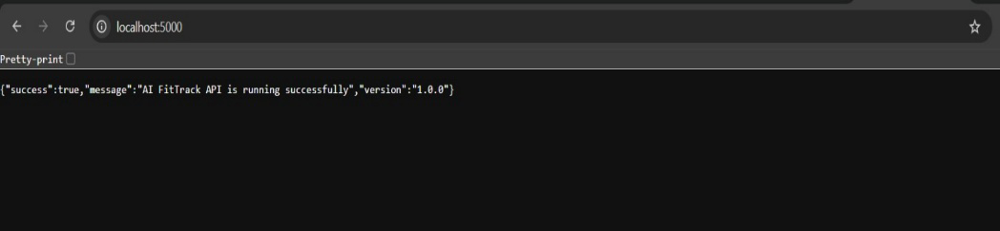 localhost:5000
Pretty-print
{"success":true,"message":"AI FitTrack API is running successfully","version":"1.0.0"}